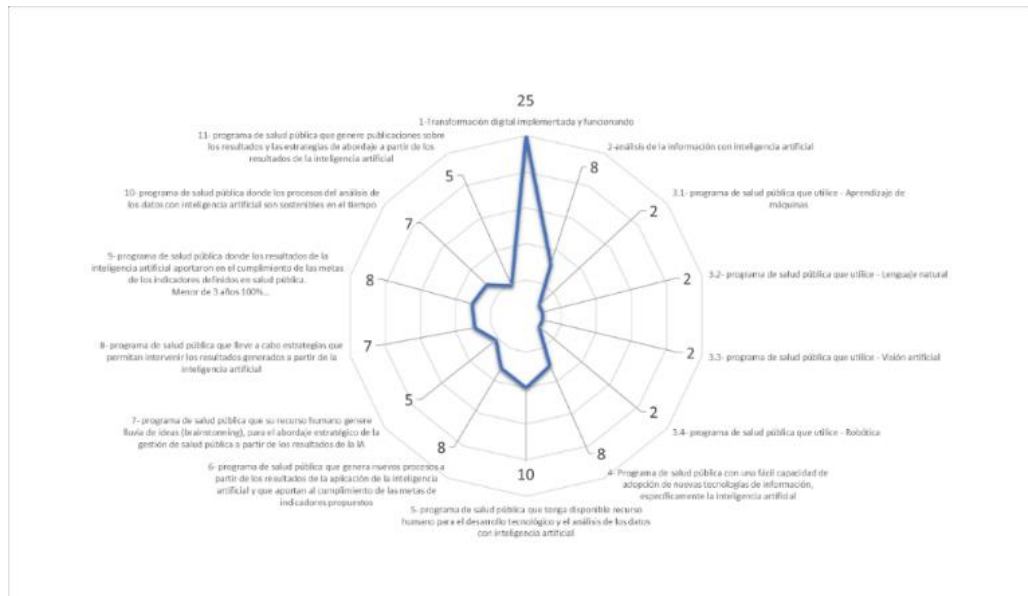 25
1-Transformación digital implementada y funcionando
8
2-análisis de la información con inteligencia artificial
2
3.1- programa de salud pública que utilice - Aprendizaje de
máquinas
2
3.2- programa de salud pública que utilice - Lenguaje natural
2
3.3- programa de salud pública que utilice - Visión artificial
2
3.4- programa de salud pública que utilice - Robótica
8
4- Programa de salud pública con una fácil capacidad de
adopción de nuevas tecnologías de información,
específicamente la inteligencia artificial
10
5- programa de salud pública que tenga disponible recurso
humano para el desarrollo tecnológico y el análisis de los datos
con inteligencia artificial
8
6- programa de salud pública que genera nuevos procesos a
partir de los resultados de la aplicación de la inteligencia
artificial y que aportan al cumplimiento de las metas de
indicadores propuestos
5
7- programa de salud pública que su recurso humano genere
lluvia de ideas (brainstorming), para el abordaje estratégico de la
gestión de salud pública a partir de los resultados de la IA
7
8- programa de salud pública que lleve a cabo estrategias que
permitan intervenir los resultados generados a partir de la
inteligencia artificial
8
9- programa de salud pública donde los resultados de la
inteligencia artificial aportaron en el cumplimiento de las metas
de los indicadores definidos en salud pública.
Menor de 3 años 100%...
7
10- programa de salud pública donde los procesos del análisis de
los datos con inteligencia artificial son sostenibles en el tiempo
5
11- programa de salud pública que genere publicaciones sobre
los resultados y las estrategias de abordaje a partir de los
resultados de la inteligencia artificial